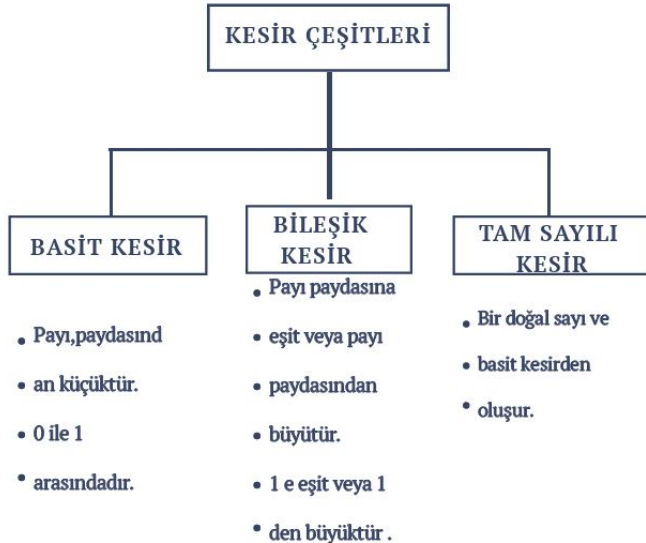 KESİR ÇEŞİTLERİ
BASİT KESİR
• Payı,paydasınd
• an küçüktür.
• 0 ile 1
• arasındadır.
BİLEŞİK
KESİR
• Payı paydasına
• eşit veya payı
• paydasından
• büyütür.
• 1 e eşit veya 1
• den büyüktür .
TAM SAYILI
KESİR
• Bir doğal sayı ve
• basit kesirden
• oluşur.